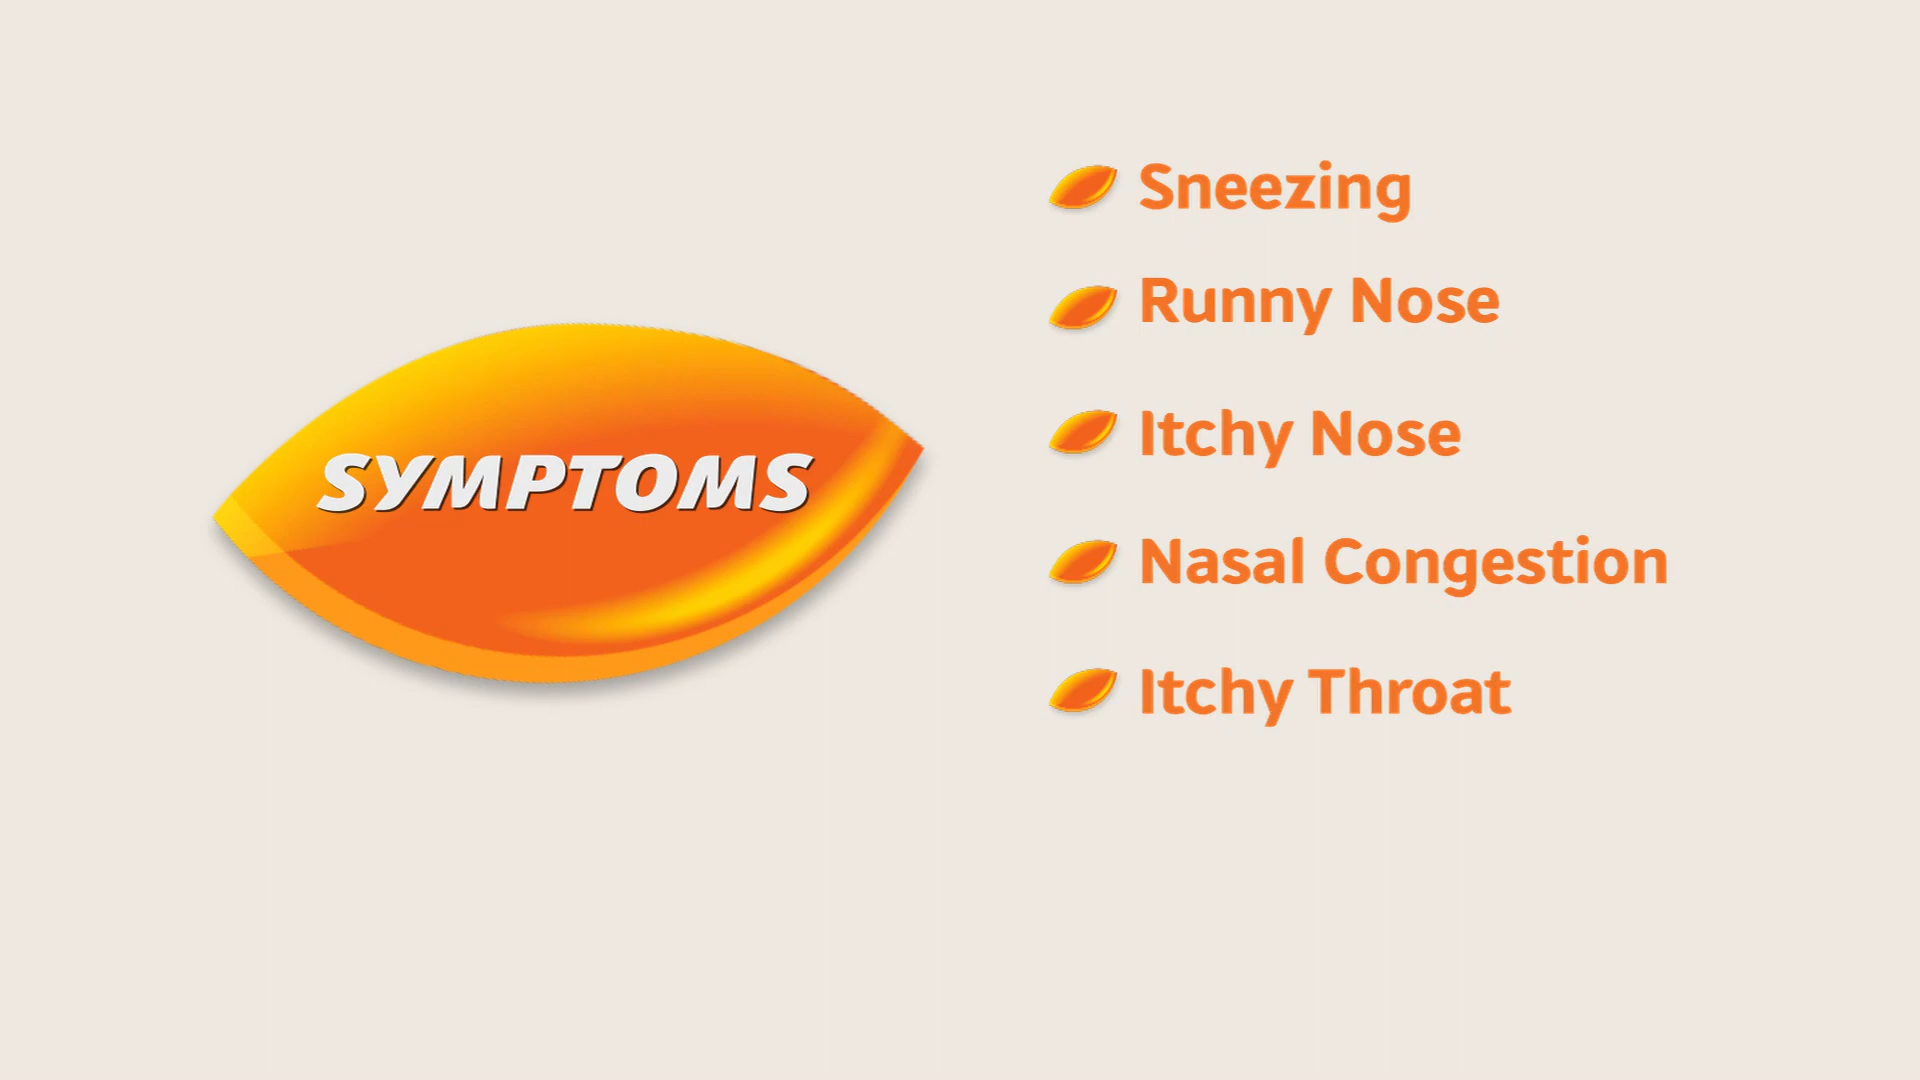 SYMPTOMS
Sneezing
Runny Nose
Itchy Nose
Nasal Congestion
Itchy Throat